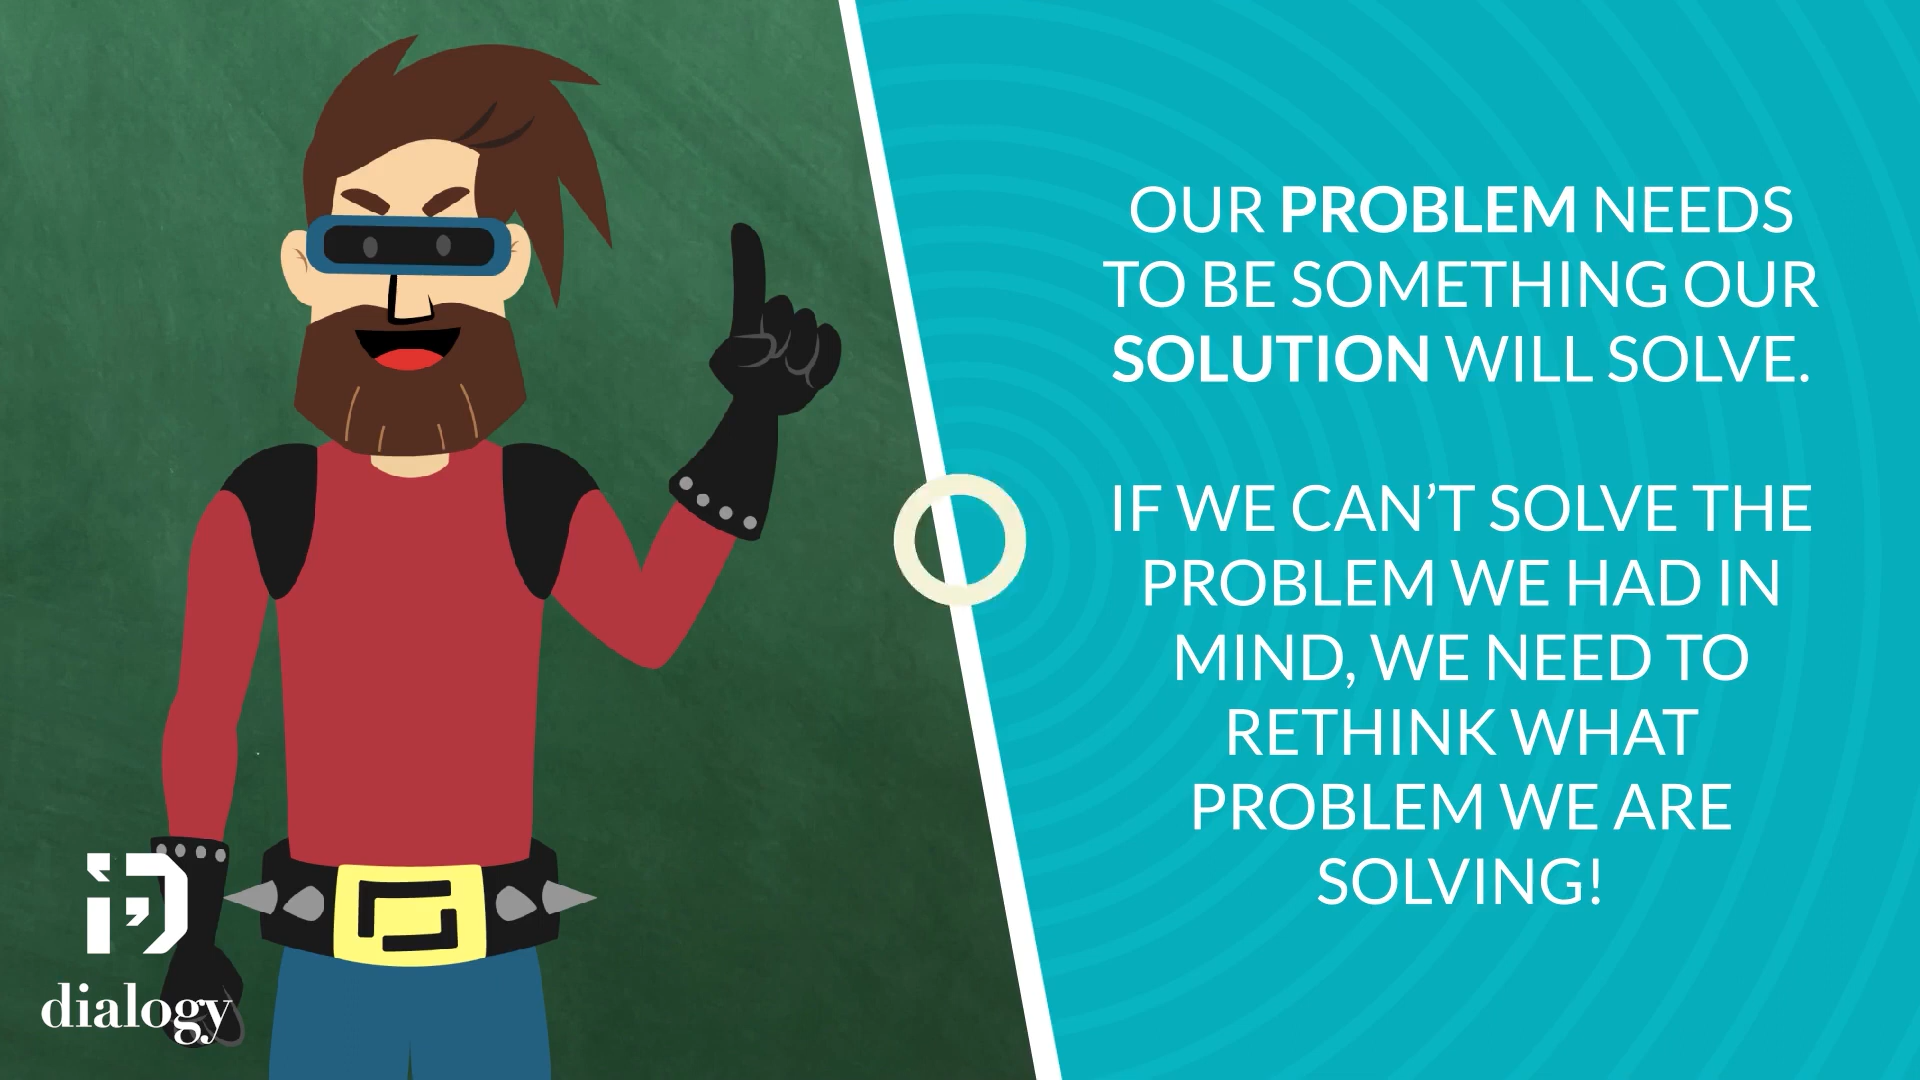 OUR PROBLEM NEEDS
TO BE SOMETHING OUR
SOLUTION WILL SOLVE.
IF WE CAN’T SOLVE THE
PROBLEM WE HAD IN
MIND, WE NEED TO
RETHINK WHAT
PROBLEM WE ARE
SOLVING!
dialogy